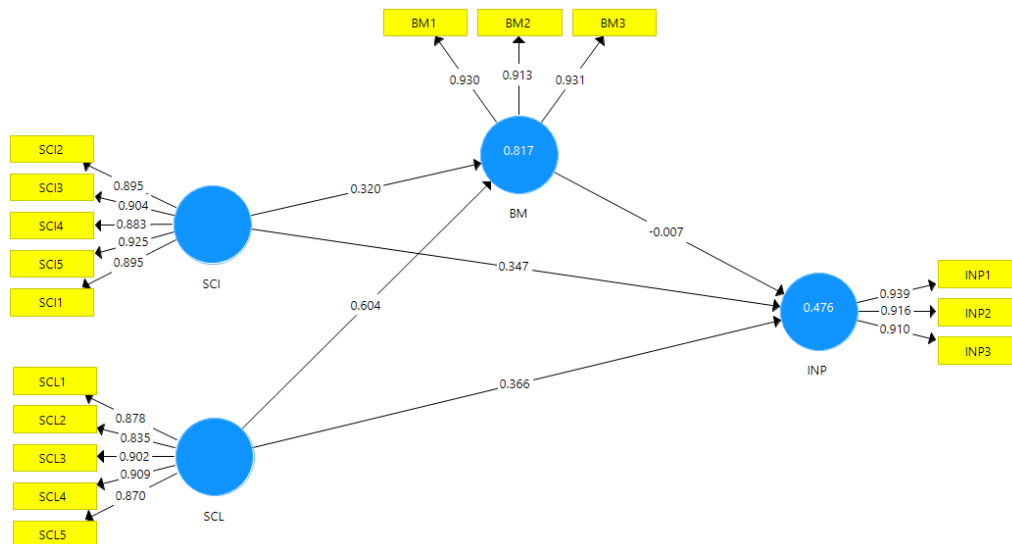 BM1
BM2
BM3
0.930
0.913
0.931
0.817
BM
SCI2
SCI3
SCI4
SCI5
SCI1
0.895
0.904
0.883
0.925
0.895
SCI
0.320
-0.007
0.347
0.604
0.366
0.476
INP
0.939
0.916
0.910
INP1
INP2
INP3
SCL1
SCL2
SCL3
SCL4
SCL5
0.878
0.835
0.902
0.909
0.870
SCL